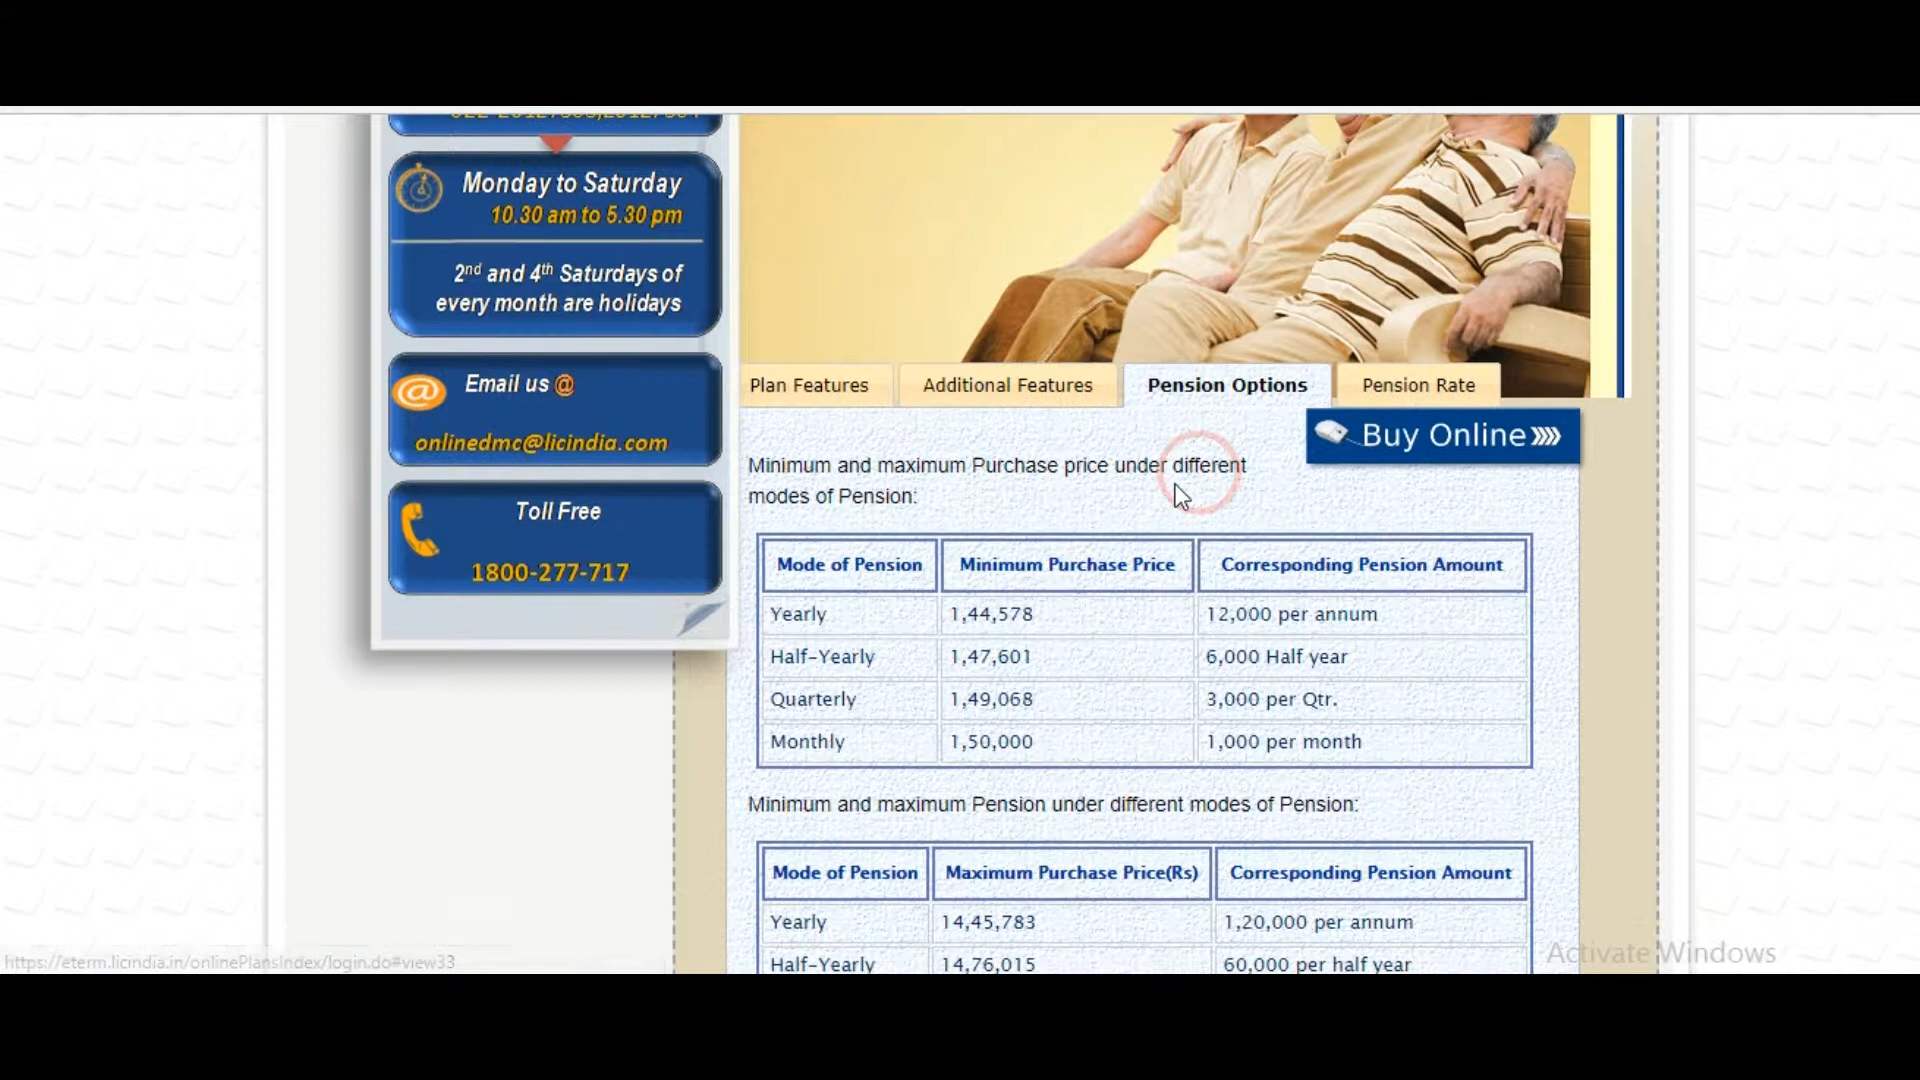 Monday to Saturday
10.30 am to 5.30 pm
2nd and 4th Saturdays of
every month are holidays
Email us @
onlinedmc@licindia.com
Toll Free
1800-277-717
Plan Features
Additional Features
Pension Options
Pension Rate
Buy Online
Minimum and maximum Purchase price under different
modes of Pension:
Mode of Pension Minimum Purchase Price Corresponding Pension Amount
Yearly 1,44,578 12,000 per annum
Half-Yearly 1,47,601 6,000 Half year
Quarterly 1,49,068 3,000 per Qtr.
Monthly 1,50,000 1,000 per month
Minimum and maximum Pension under different modes of Pension:
Mode of Pension Maximum Purchase Price(Rs) Corresponding Pension Amount
Yearly 14,45,783 1,20,000 per annum
Half-Yearly 14,76,015 60,000 per half year
https://eterm.licindia.in/onlinePlansIndex/login.do#view33
Activate Windows